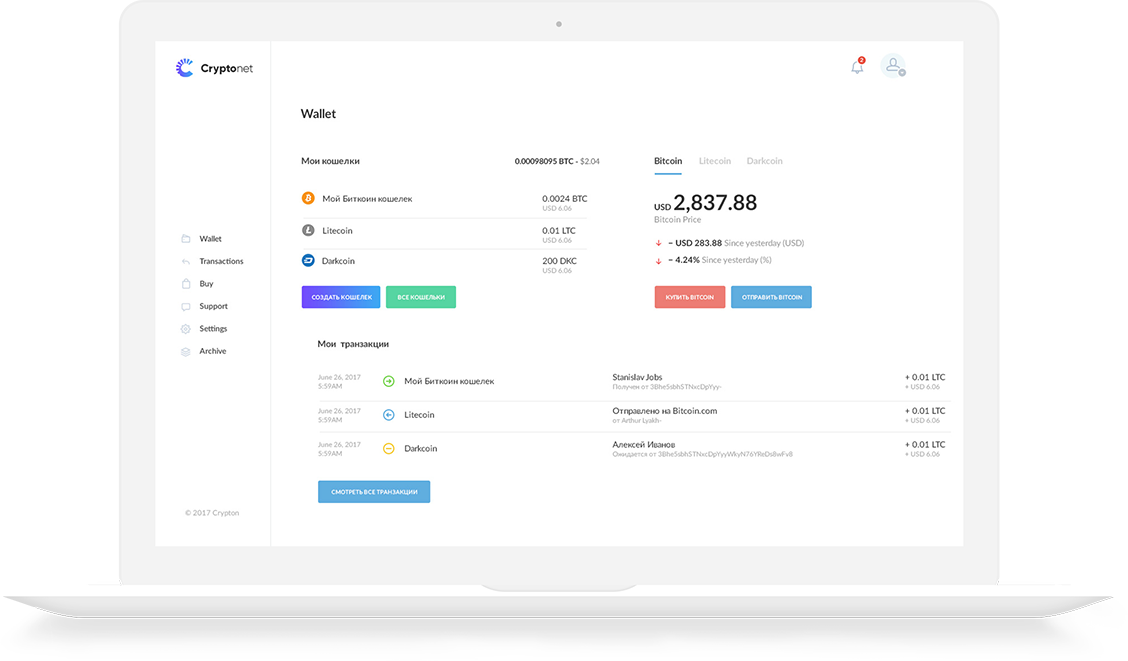 Cryptonet
2
Wallet
Мои кошелки
0.00098095 BTC - $2.04
Мой Биткоин кошелек
0.0024 BTC
USD 6.06
Litecoin
0.01 LTC
USD 6.06
Darkcoin
200 DKC
USD 6.06
СОЗДАТЬ КОШЕЛЕК
ВСЕ КОШЕЛЬКИ
Bitcoin Litecoin Darkcoin
USD 2,837.88
Bitcoin Price
– USD 283.88 Since yesterday (USD)
– 4.24% Since yesterday (%)
КУПИТЬ BITCOIN
ОТПРАВИТЬ BITCOIN
Wallet
Transactions
Buy
Support
Settings
Archive
Мои транзакции
June 26, 2017
5:59AM
Мой Биткоин кошелек
Stanislav Jobs
Получен от 3Bhe5sbhSTNxcDpYyy-
+ 0.01 LTC
+ USD 6.06
June 26, 2017
5:59AM
Litecoin
Отправлено на Bitcoin.com
от Arthur Lyakh-
+ 0.01 LTC
+ USD 6.06
June 26, 2017
5:59AM
Darkcoin
Алексей Иванов
Ожидается от 3Bhe5sbhSTNxcDpYyyWkyN76YReDs8wFv8
+ 0.01 LTC
+ USD 6.06
СМОТРЕТЬ ВСЕ ТРАНЗАКЦИИ
© 2017 Crypton